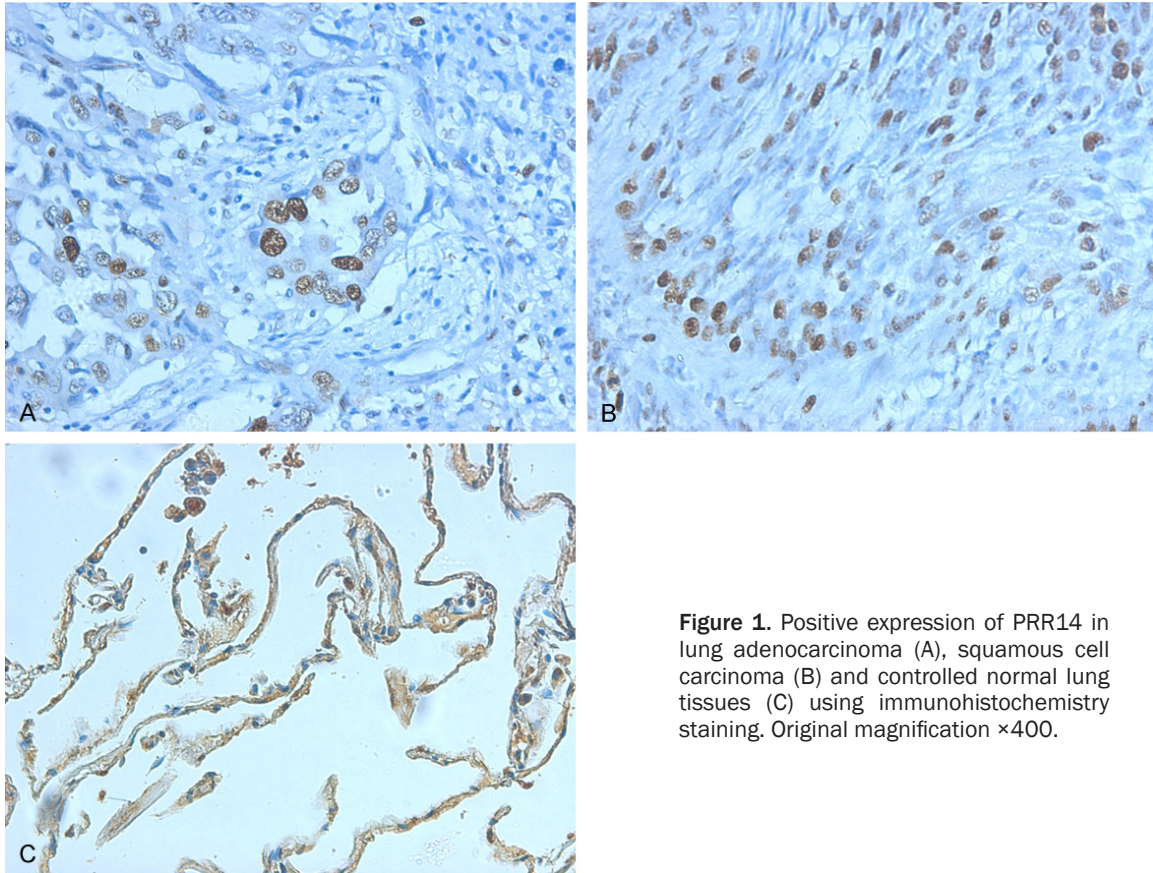 A
B
C
Figure 1. Positive expression of PRR14 in
lung adenocarcinoma (A), squamous cell
carcinoma (B) and controlled normal lung
tissues (C) using immunohistochemistry
staining. Original magnification ×400.